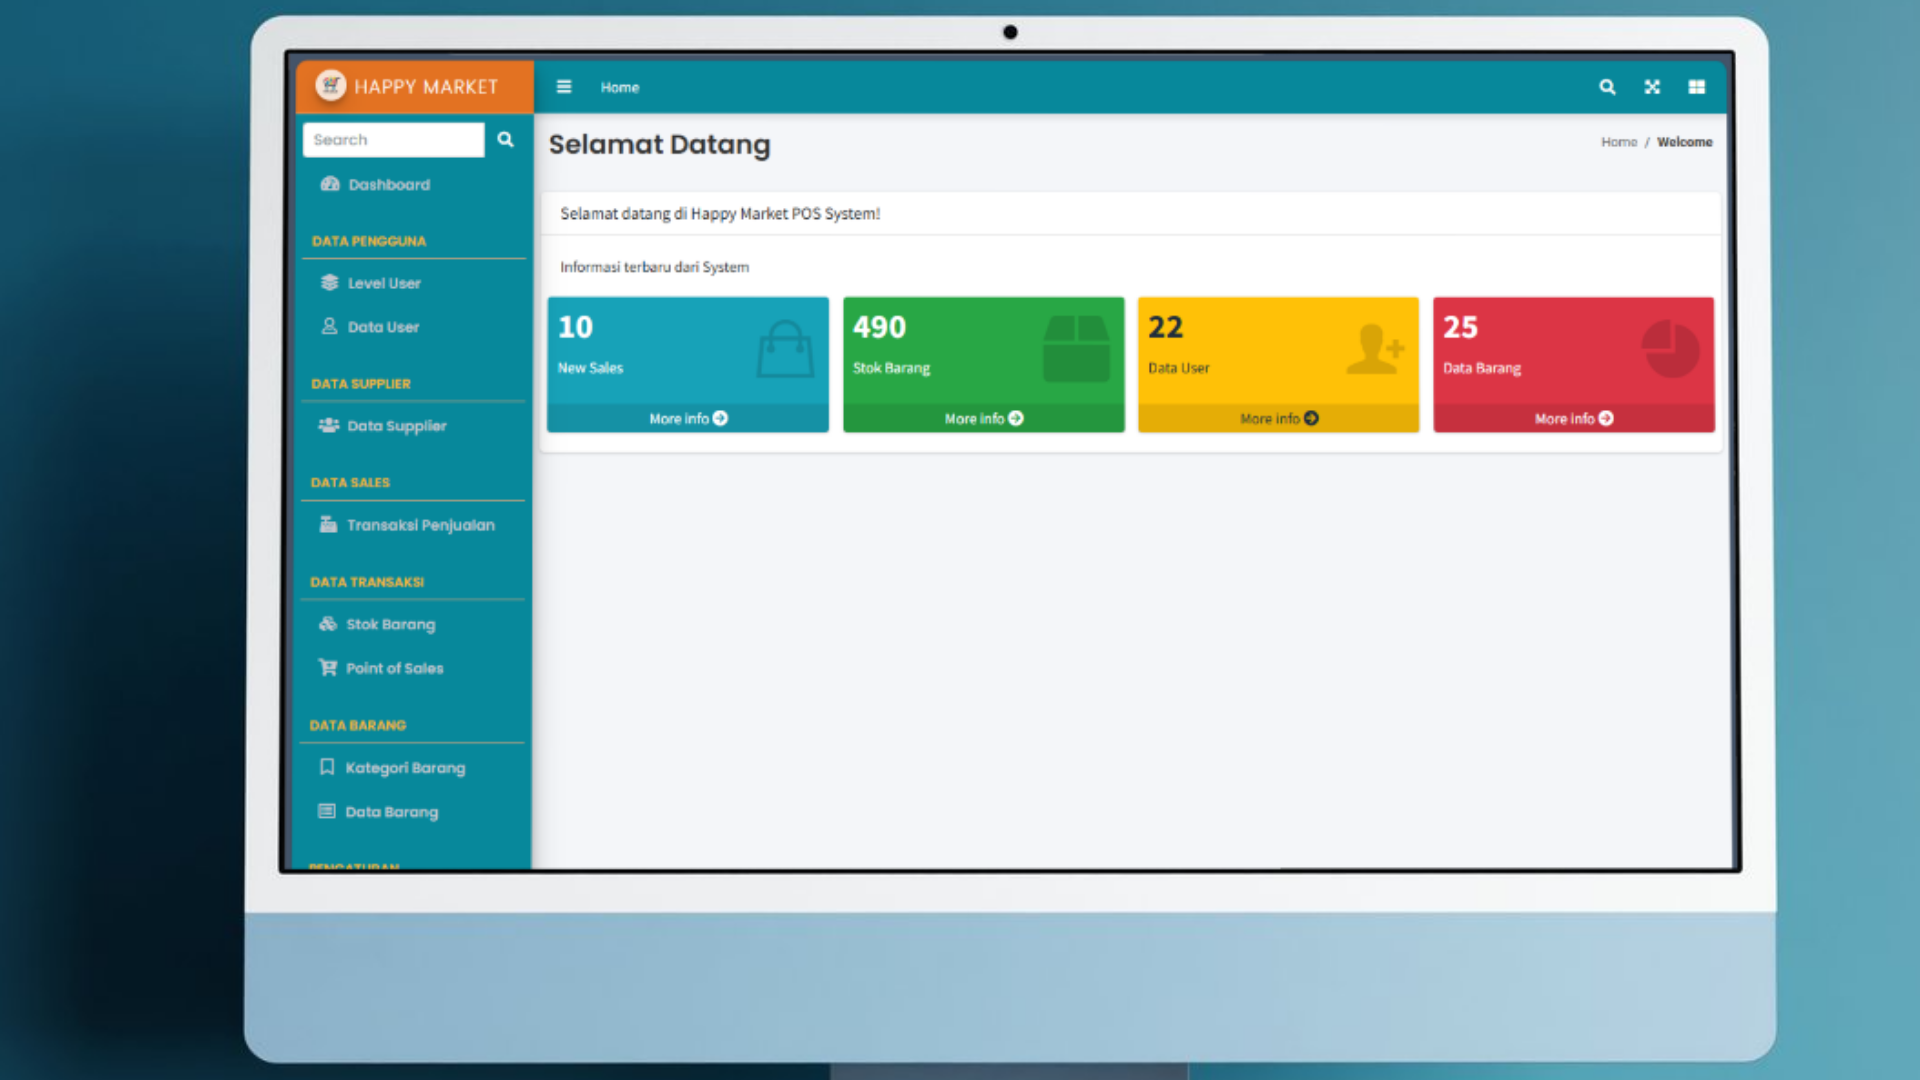 HAPPY MARKET
Home
Search
Selamat Datang
Home / Welcome
Dashboard
DATA PENGGUNA
Level User
Data User
DATA SUPPLIER
Data Supplier
DATA SALES
Transaksi Penjualan
DATA TRANSAKSI
Stok Barang
Point of Sales
DATA BARANG
Kategori Barang
Data Barang
PENGATURAN
Selamat datang di Happy Market POS System!
Informasi terbaru dari System
10
New Sales
More info
490
Stok Barang
More info
22
Data User
More info
25
Data Barang
More info